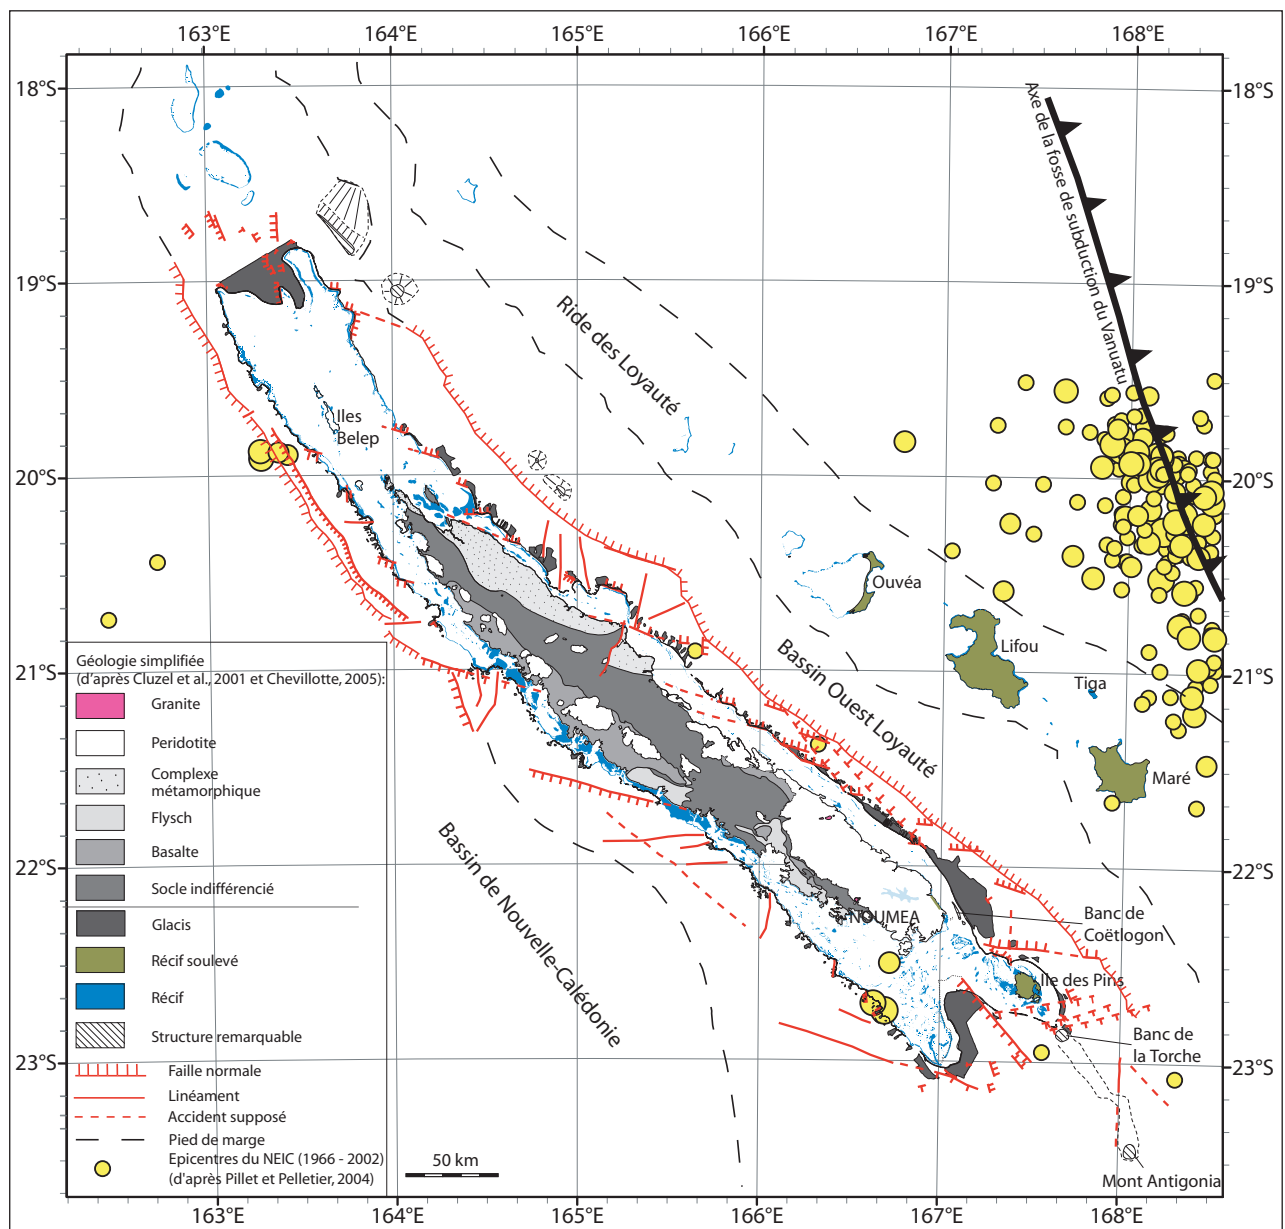 163°E 164°E 165°E 166°E 167°E 168°E
18°S 18°S
Axe de la fosse de subduction du Vanuatu
19°S 19°S
Ride des Loyauté
Iles
Belep
20°S 20°S
Ouvéa
Lifou
Bassin Ouest Loyauté
Tiga
21°S 21°S
Maré
Bassin de Nouvelle-Calédonie
22°S 22°S
NOUMEA
Banc de
Coëtlogon
Ile des Pins
Banc de
la Torche
23°S 23°S
Mont Antigonia
Géologie simplifiée
(d'après Cluzel et al., 2001 et Chevillotte, 2005):
Granite
Peridotite
Complexe
métamorphique
Flysch
Basalte
Socle indifférencié
Glacis
Récif soulevé
Récif
Structure remarquable
Faille normale
Linéament
Accident supposé
Pied de marge
Epicentres du NEIC (1966 - 2002)
(d'après Pillet et Pelletier, 2004)
50 km
163°E 164°E 165°E 166°E 167°E 168°E